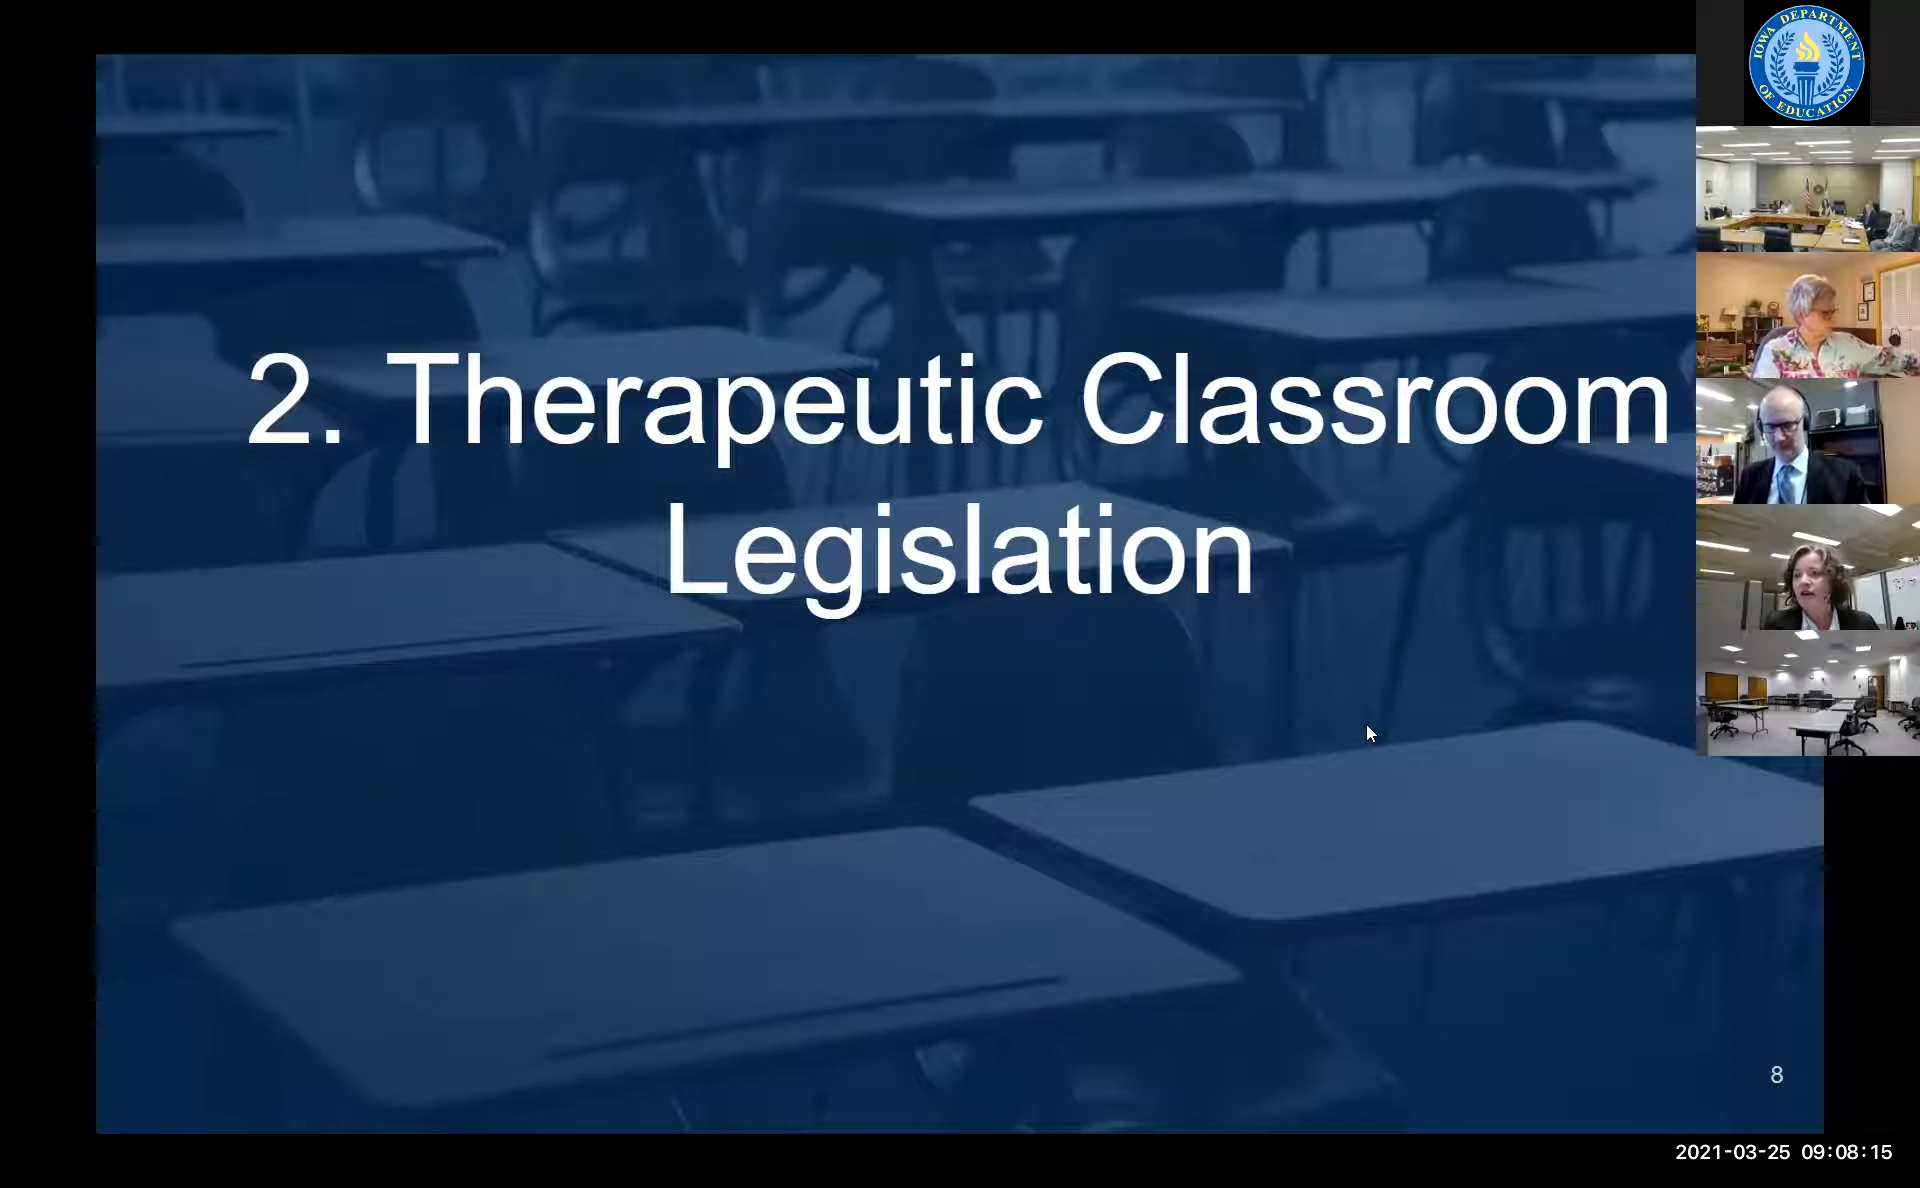 IOWA DEPARTMENT
OF EDUCATION
2. Therapeutic Classroom
Legislation
8
2021-03-25 09:08:15